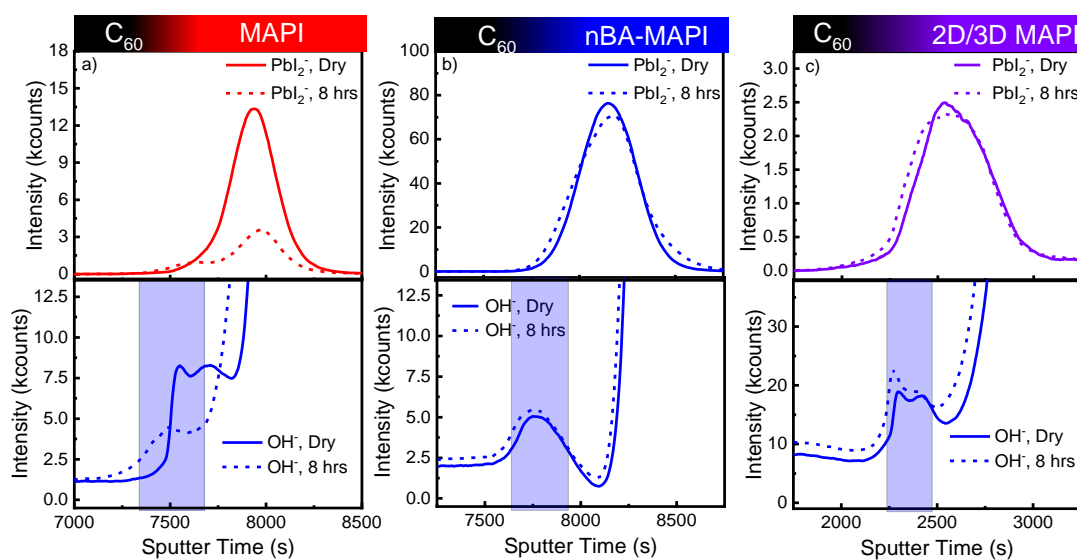 C60 MAPI
a)
PbI2-, Dry
PbI2-, 8 hrs
Intensity (kcounts)
18
15
12
9
6
3
0
OH-, Dry
OH-, 8 hrs
Intensity (kcounts)
12.5
10.0
7.5
5.0
2.5
0.0
7000 7500 8000 8500
Sputter Time (s)
C60 nBA-MAPI
b)
PbI2-, Dry
PbI2-, 8 hrs
Intensity (kcounts)
100
80
60
40
20
0
OH-, Dry
OH-, 8 hrs
Intensity (kcounts)
12.5
10.0
7.5
5.0
2.5
0.0
7500 8000 8500
Sputter Time (s)
C60 2D/3D MAPI
c)
PbI2-, Dry
PbI2-, 8 hrs
Intensity (kcounts)
3.0
2.5
2.0
1.5
1.0
0.5
0.0
OH-, Dry
OH-, 8 hrs
Intensity (kcounts)
30
20
10
0
2000 2500 3000
Sputter Time (s)